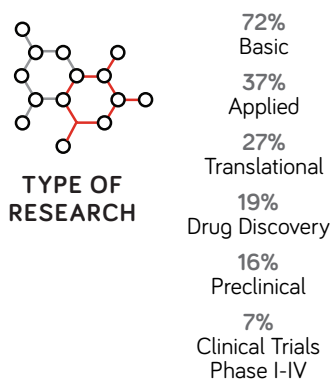 TYPE OF
RESEARCH
72%
Basic
37%
Applied
27%
Translational
19%
Drug Discovery
16%
Preclinical
7%
Clinical Trials
Phase I-IV